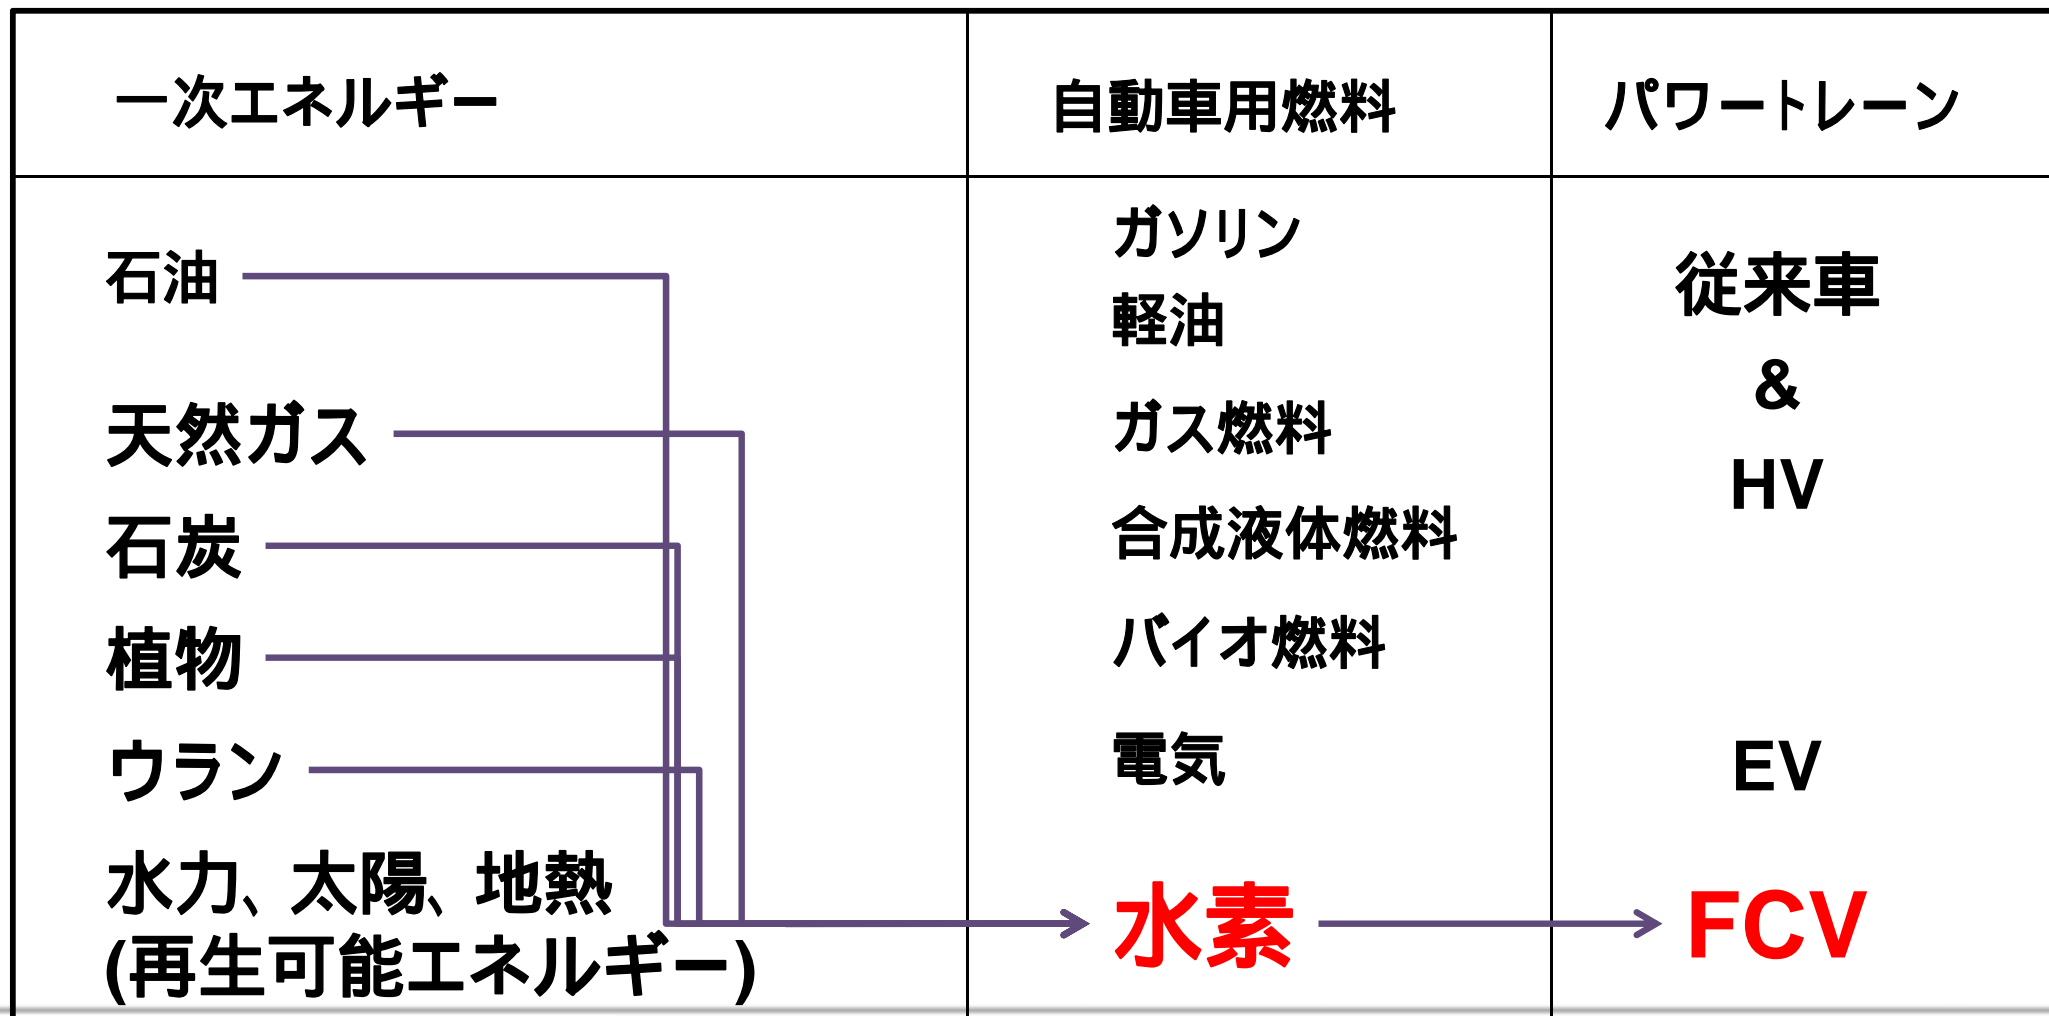 一次エネルギー
自動車用燃料
パワートレーン
石油
天然ガス
石炭
植物
ウラン
水力、太陽、地熱
(再生可能エネルギー)
ガソリン
軽油
ガス燃料
合成液体燃料
バイオ燃料
電気
水素
従来車
&
HV
EV
FCV